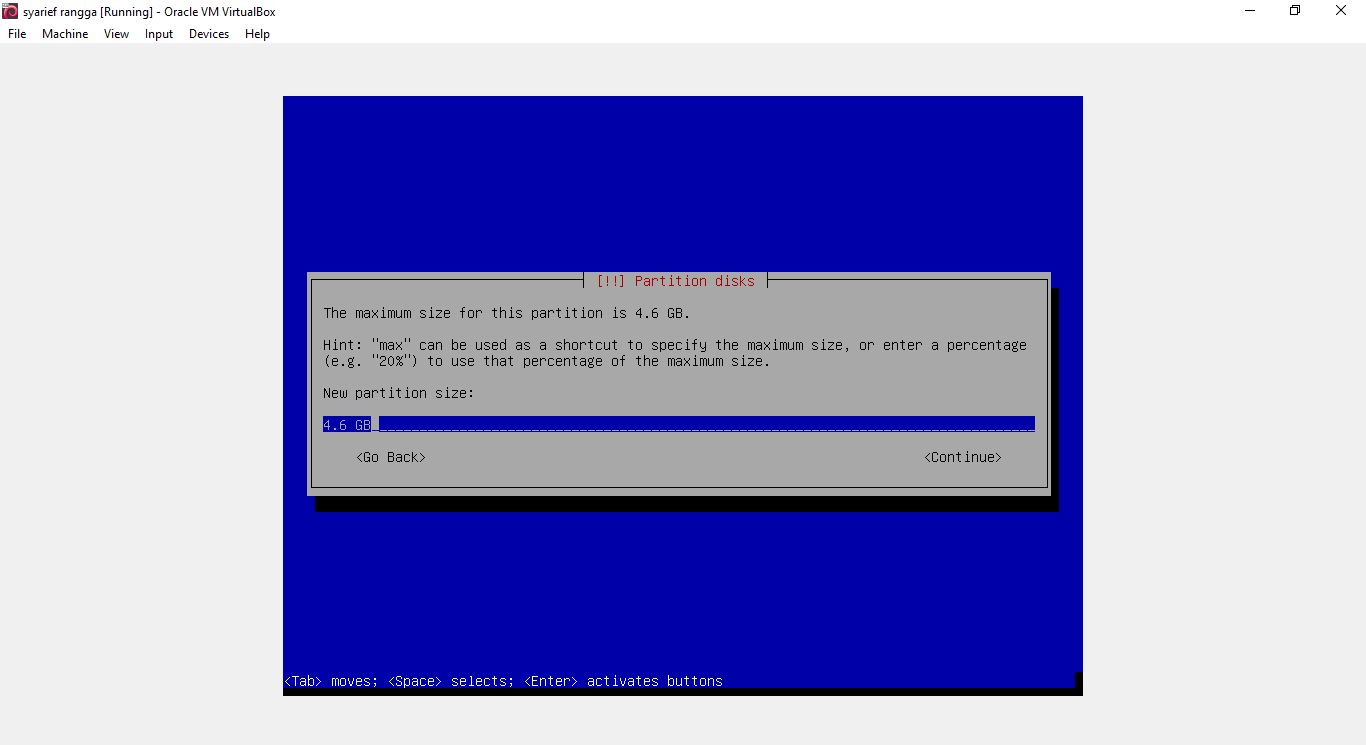 syarief rangga [Running] - Oracle VM VirtualBox
File Machine View Input Devices Help
[!!] Partition disks
The maximum size for this partition is 4.6 GB.
Hint: "max" can be used as a shortcut to specify the maximum size, or enter a percentage
(e.g. "20%") to use that percentage of the maximum size.
New partition size:
4.6 GB
<Go Back> <Continue>
<Tab> moves; <Space> selects; <Enter> activates buttons